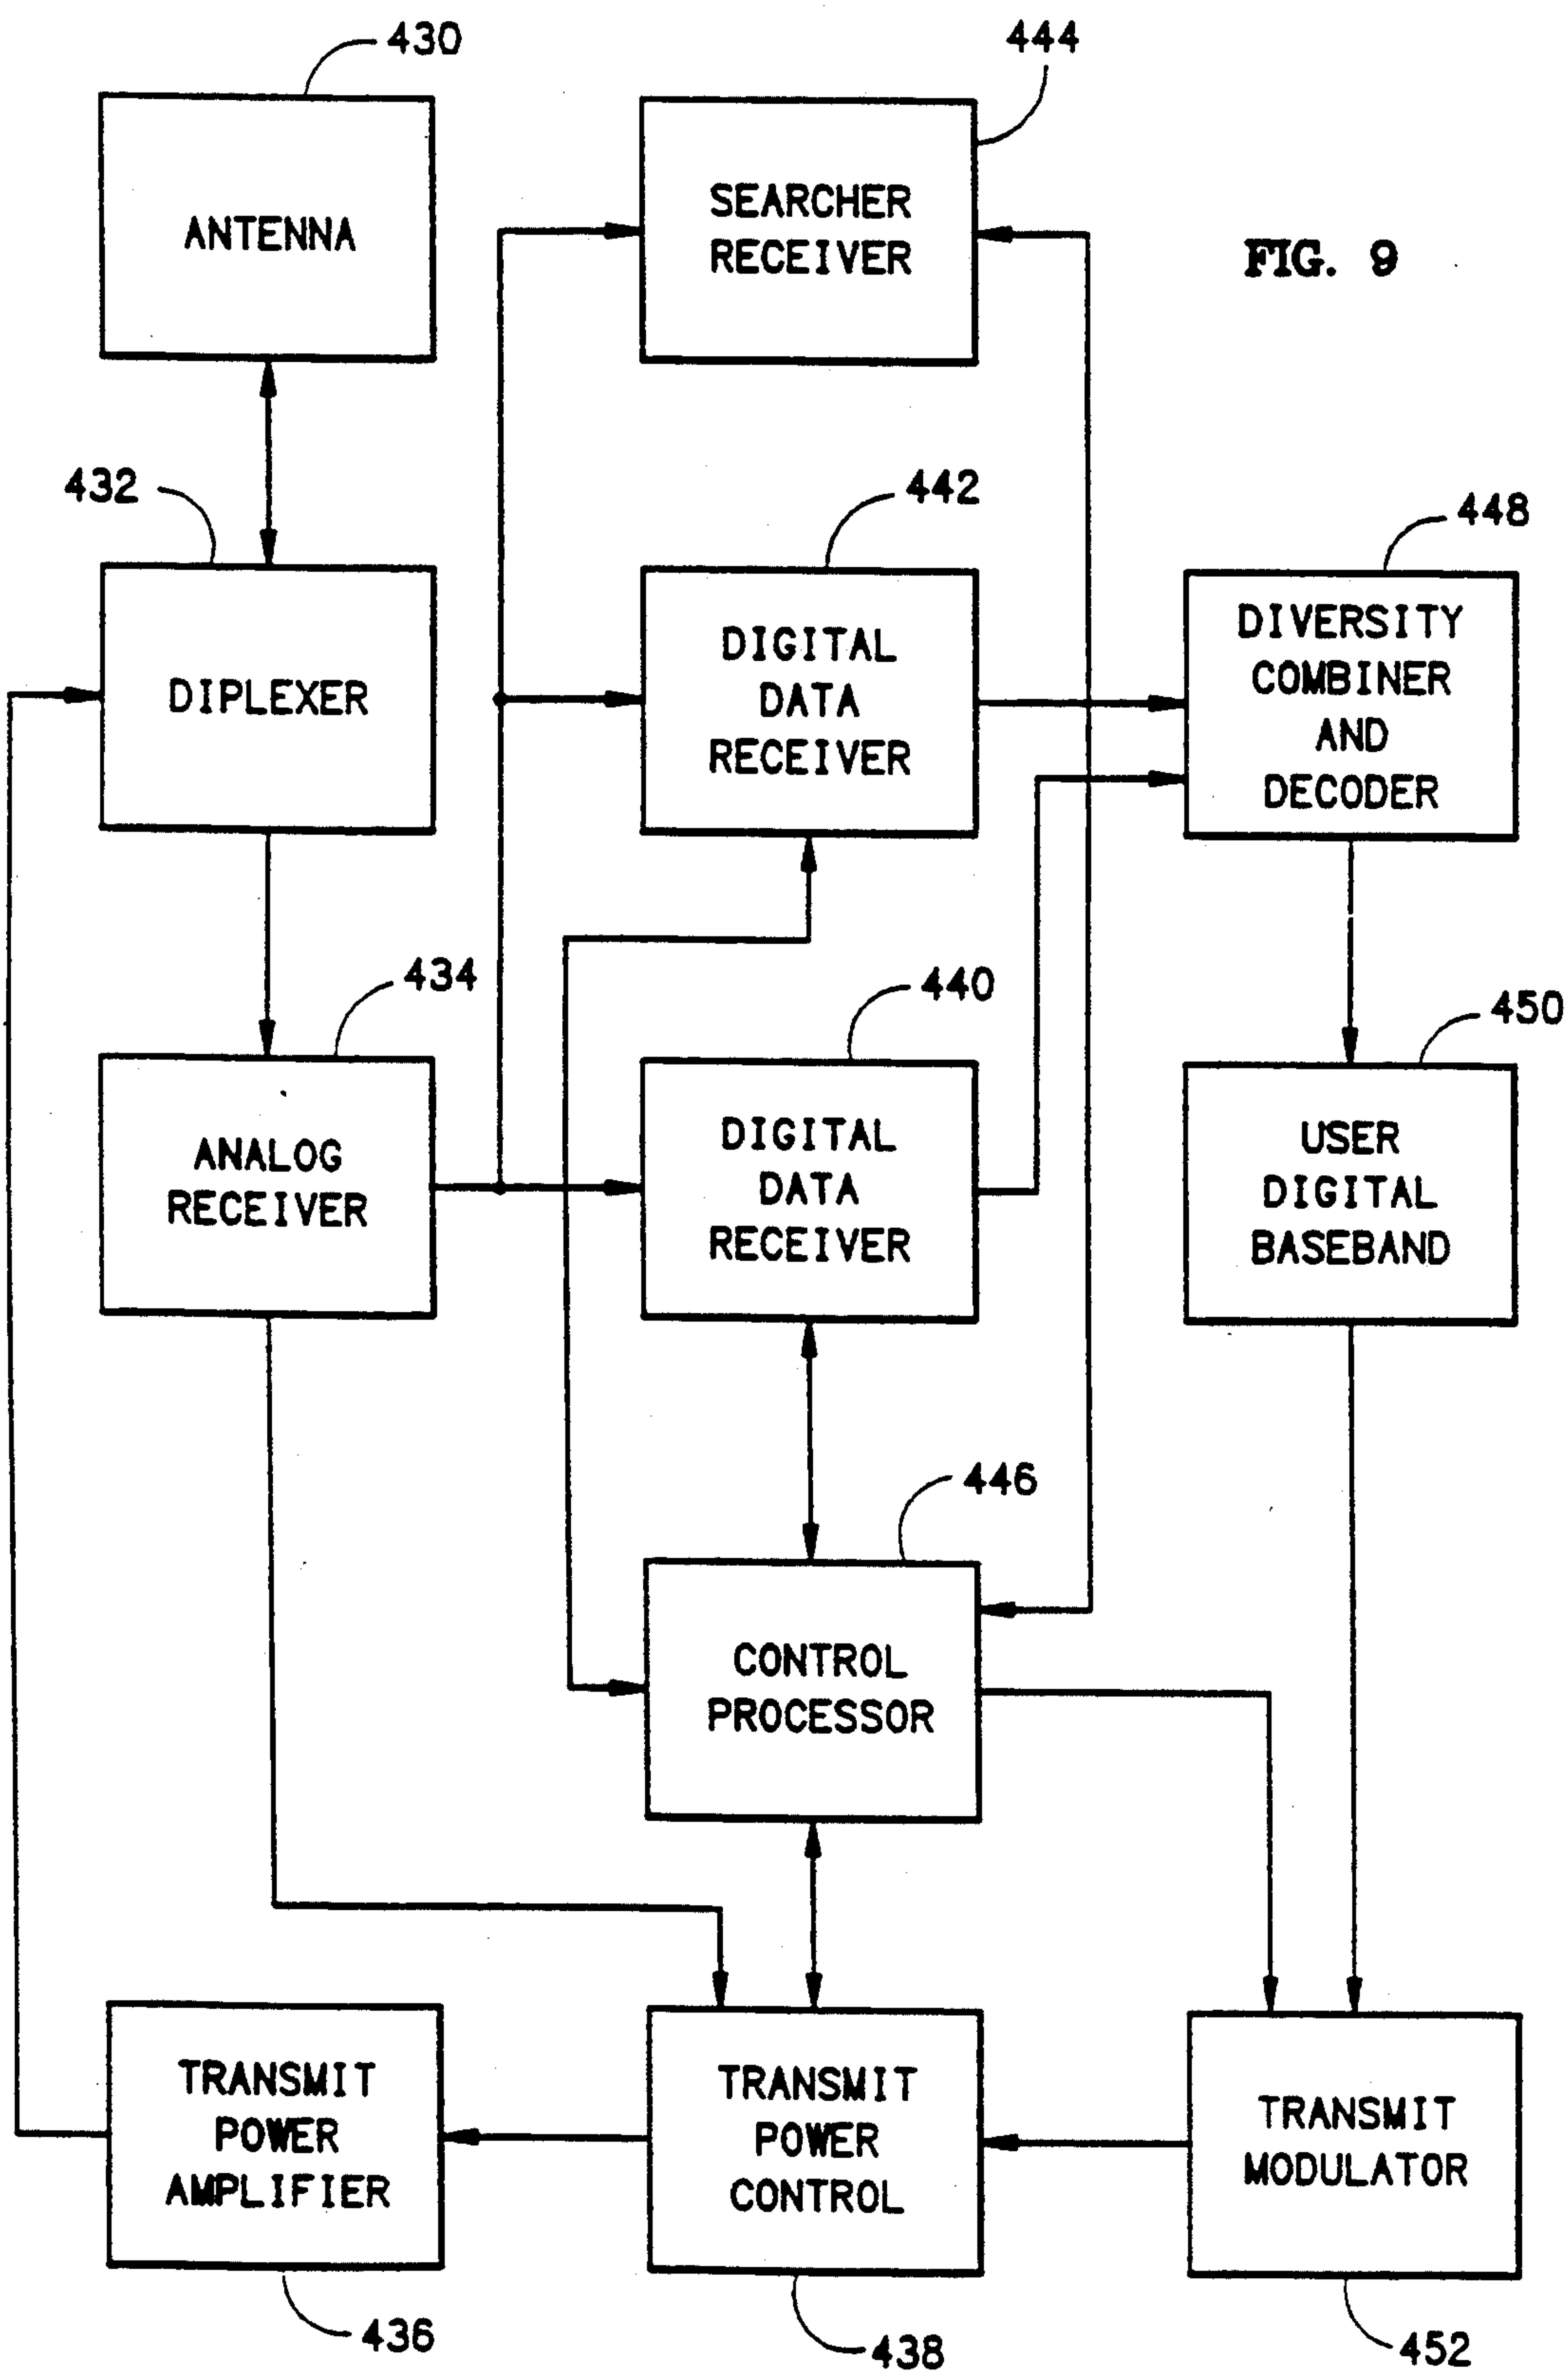 430
444
ANTENNA
SEARCHER
RECEIVER
FIG. 9
432
442
448
DIPLEXER
DIGITAL
DATA
RECEIVER
DIVERSITY
COMBINER
AND
DECODER
434
440
450
ANALOG
RECEIVER
DIGITAL
DATA
RECEIVER
USER
DIGITAL
BASEBAND
446
CONTROL
PROCESSOR
TRANSMIT
POWER
AMPLIFIER
TRANSMIT
POWER
CONTROL
TRANSMIT
MODULATOR
436
438
452